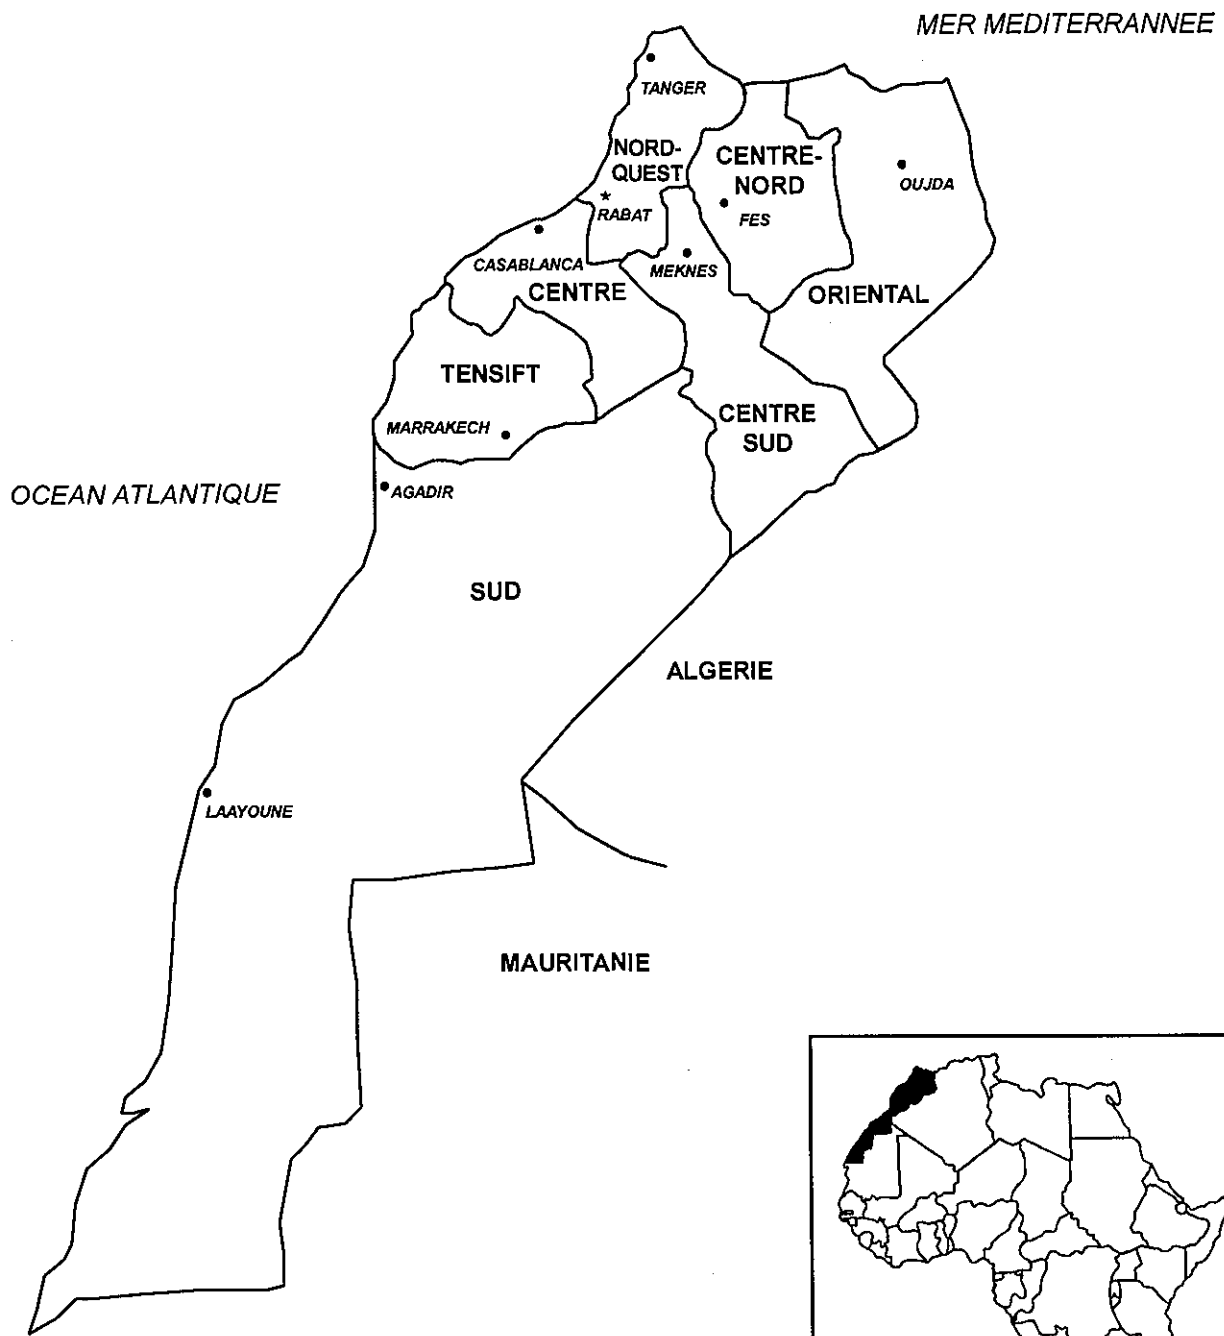 MER MEDITERRANNEE
TANGER
NORD-
QUEST
CENTRE-
NORD
OUJDA
RABAT
FES
CASABLANCA
MEKNES
CENTRE
ORIENTAL
TENSIFT
CENTRE
SUD
MARRAKECH
OCEAN ATLANTIQUE
AGADIR
SUD
ALGERIE
LAAYOUNE
MAURITANIE